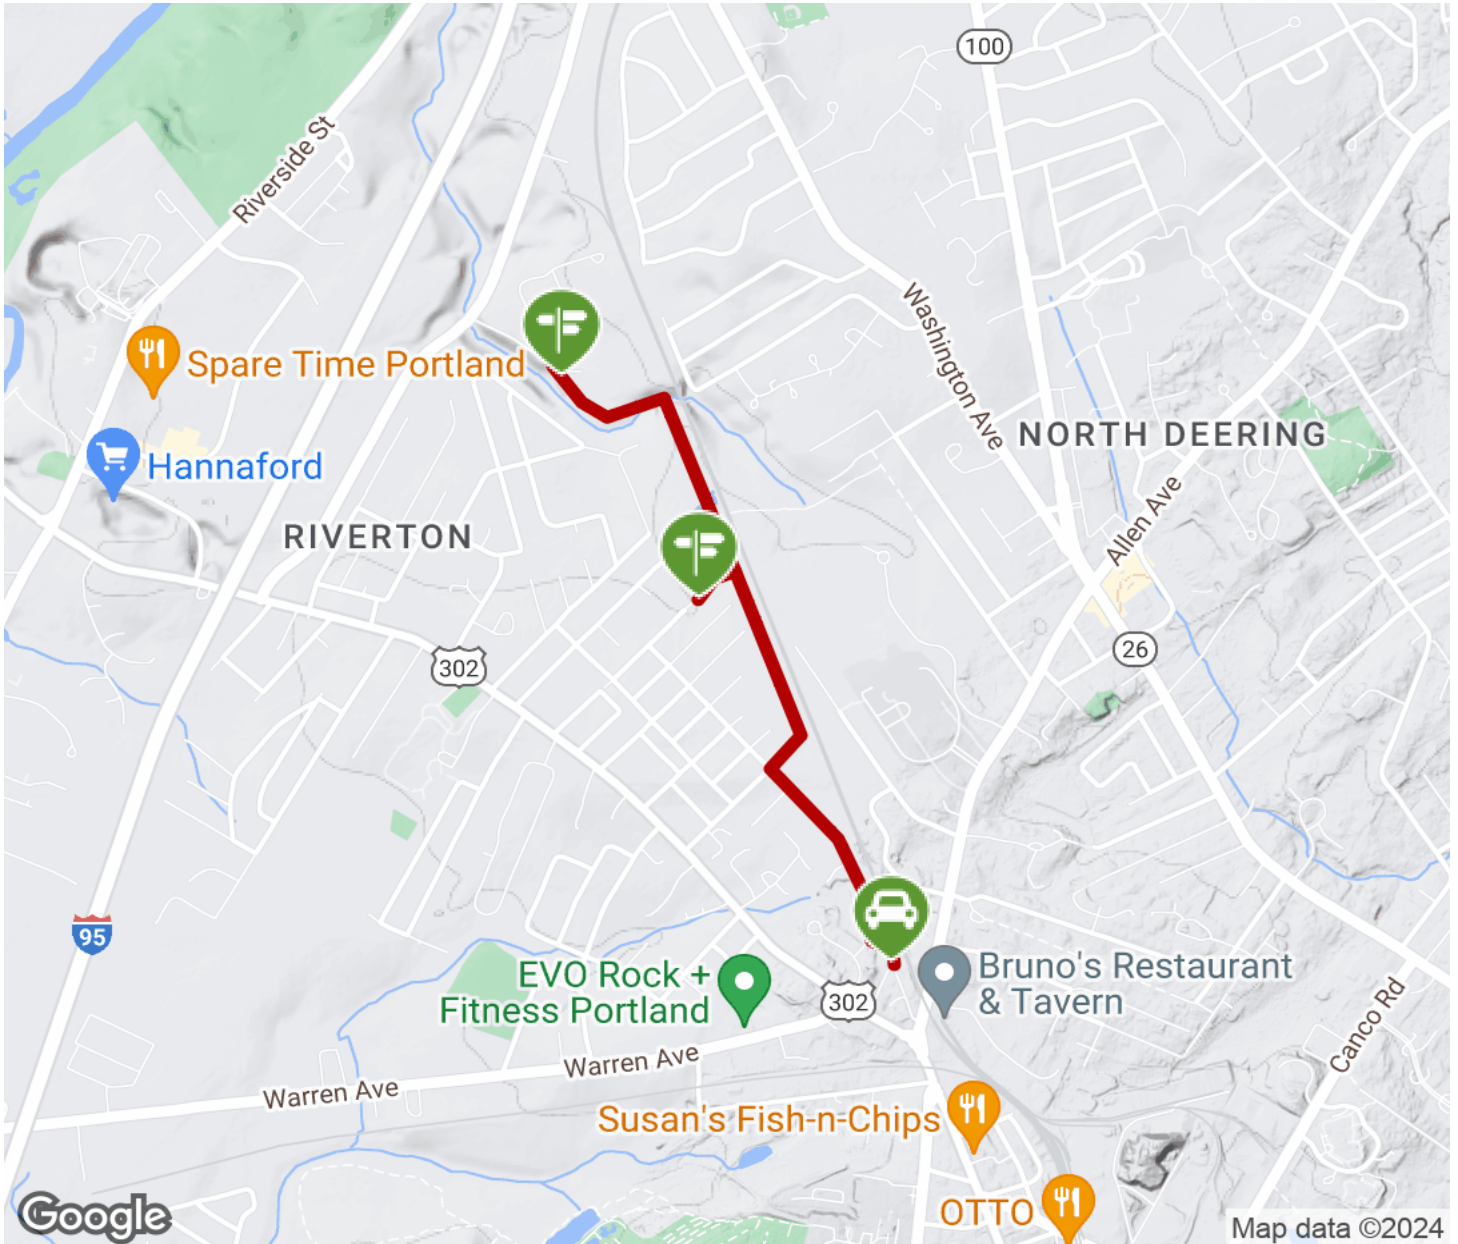 100
Riverside St
Washington Ave
Spare Time Portland
NORTH DEERING
Hannaford
Allen Ave
RIVERTON
26
302
95
EVO Rock +
Fitness Portland
Bruno's Restaurant
& Tavern
302
Canco Rd
Warren Ave
Warren Ave
Susan's Fish-n-Chips
OTTO
Google
Map data ©2024